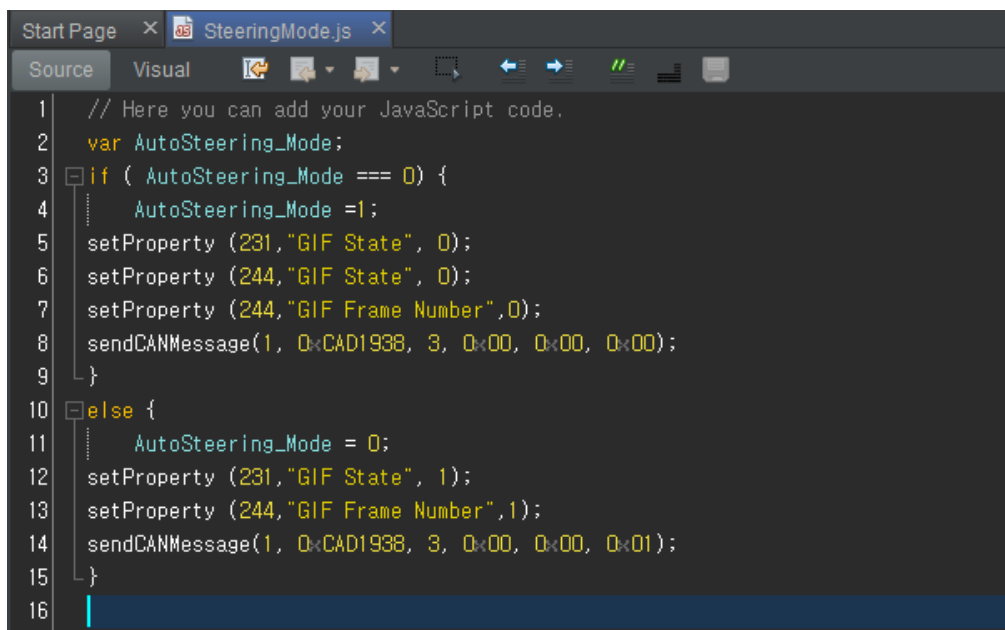 Start Page SteeringMode.js
Source Visual
1 // Here you can add your JavaScript code.
2 var AutoSteering_Mode;
3 if ( AutoSteering_Mode === 0) {
4 AutoSteering_Mode =1;
5 setProperty (231,"GIF State", 0);
6 setProperty (244,"GIF State", 0);
7 setProperty (244,"GIF Frame Number",0);
8 sendCANMessage(1, 0xCAD1938, 3, 0x00, 0x00, 0x00);
9 }
10 else {
11 AutoSteering_Mode = 0;
12 setProperty (231,"GIF State", 1);
13 setProperty (244,"GIF Frame Number",1);
14 sendCANMessage(1, 0xCAD1938, 3, 0x00, 0x00, 0x01);
15 }
16